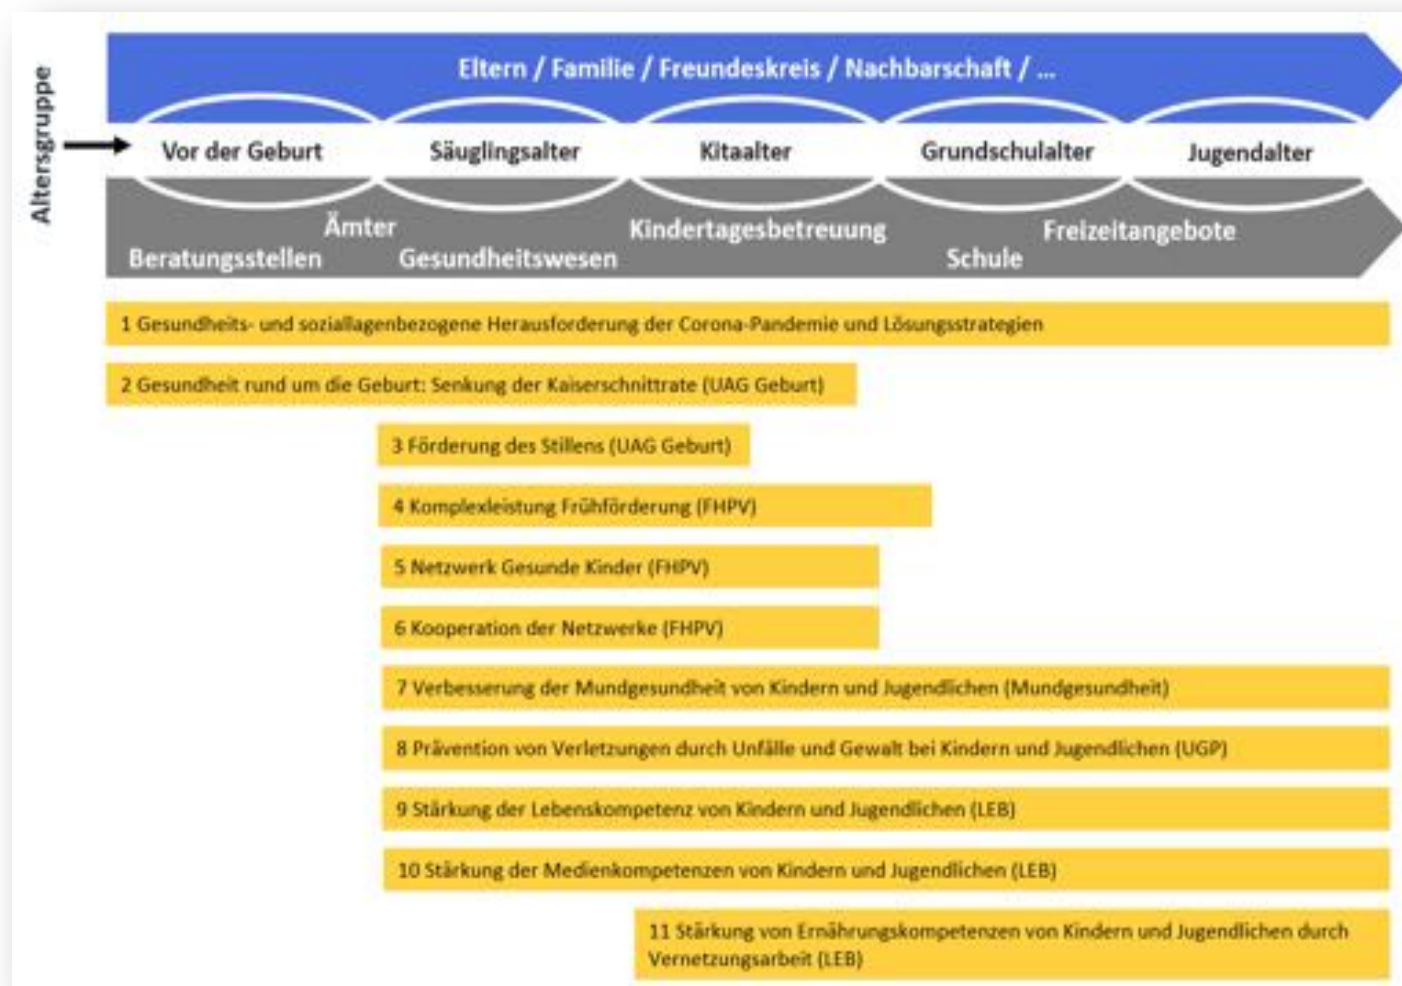 Altersgruppe
Eltern / Familie / Freundeskreis / Nachbarschaft / ...
Vor der Geburt
Säuglingsalter
Kitaalter
Grundschulalter
Jugendalter
Ämter
Kindertagesbetreuung
Freizeitangebote
Beratungsstellen
Gesundheitswesen
Schule
1 Gesundheits- und soziallagenbezogene Herausforderung der Corona-Pandemie und Lösungsstrategien
2 Gesundheit rund um die Geburt: Senkung der Kaiserschnittrate (UAG Geburt)
3 Förderung des Stillens (UAG Geburt)
4 Komplexleistung Frühförderung (FHPV)
5 Netzwerk Gesunde Kinder (FHPV)
6 Kooperation der Netzwerke (FHPV)
7 Verbesserung der Mundgesundheit von Kindern und Jugendlichen (Mundgesundheit)
8 Prävention von Verletzungen durch Unfälle und Gewalt bei Kindern und Jugendlichen (UGP)
9 Stärkung der Lebenskompetenz von Kindern und Jugendlichen (LEB)
10 Stärkung der Medienkompetenzen von Kindern und Jugendlichen (LEB)
11 Stärkung von Ernährungskompetenzen von Kindern und Jugendlichen durch
Vernetzungsarbeit (LEB)